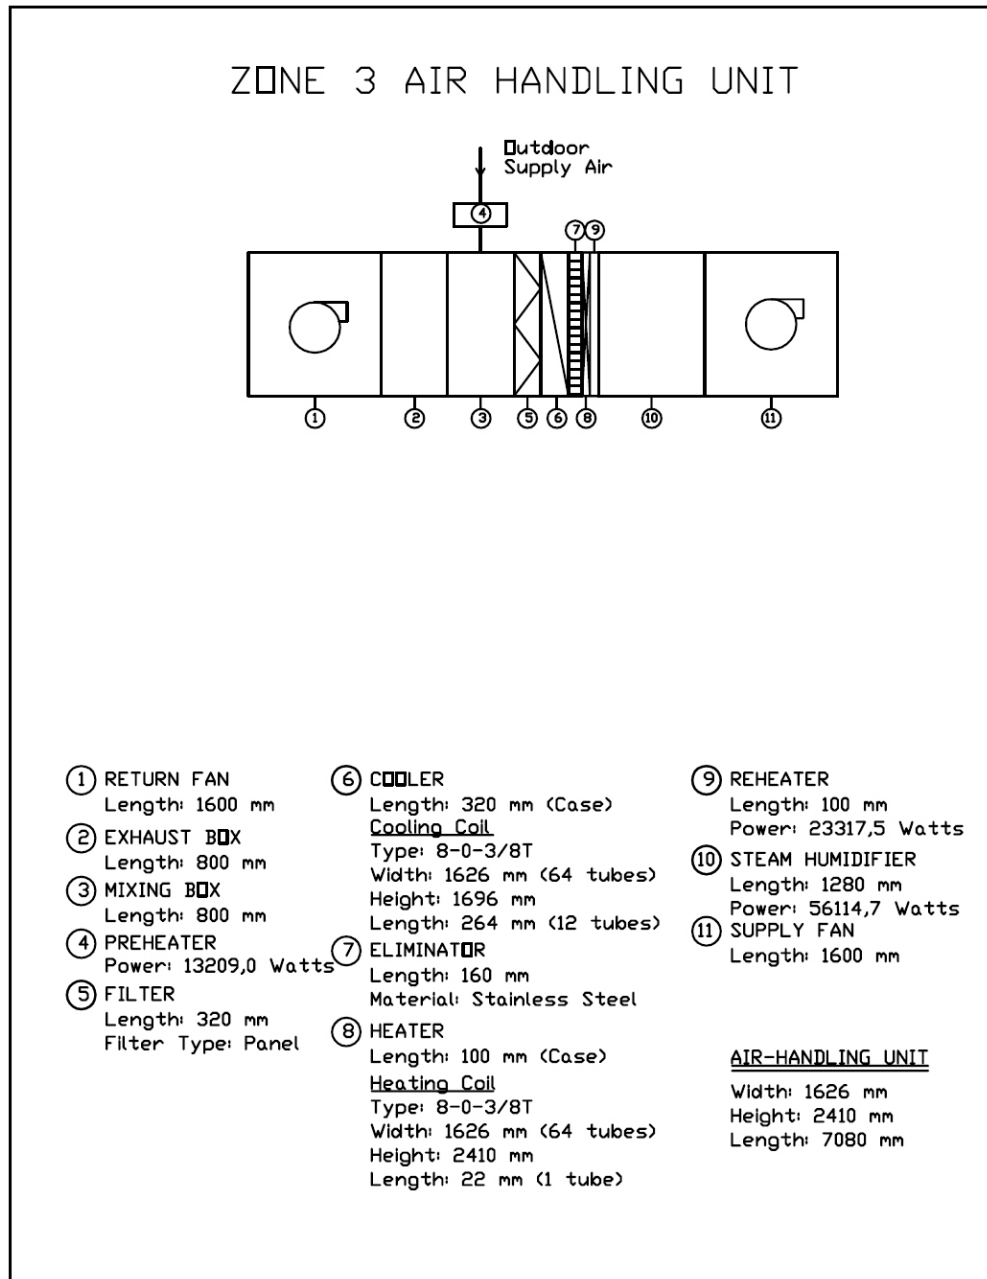 ZONE 3 AIR HANDLING UNIT
Outdoor
Supply Air
4
7 9
1 2 3 5 6 8 10 11
1 RETURN FAN
Length: 1600 mm
2 EXHAUST BOX
Length: 800 mm
3 MIXING BOX
Length: 800 mm
4 PREHEATER
Power: 13209,0 Watts
5 FILTER
Length: 320 mm
Filter Type: Panel
6 COOLER
Length: 320 mm (Case)
Cooling Coil
Type: 8-0-3/8T
Width: 1626 mm (64 tubes)
Height: 1696 mm
Length: 264 mm (12 tubes)
7 ELIMINATOR
Length: 160 mm
Material: Stainless Steel
8 HEATER
Length: 100 mm (Case)
Heating Coil
Type: 8-0-3/8T
Width: 1626 mm (64 tubes)
Height: 2410 mm
Length: 22 mm (1 tube)
9 REHEATER
Length: 100 mm
Power: 23317,5 Watts
10 STEAM HUMIDIFIER
Length: 1280 mm
Power: 56114,7 Watts
11 SUPPLY FAN
Length: 1600 mm
AIR-HANDLING UNIT
Width: 1626 mm
Height: 2410 mm
Length: 7080 mm